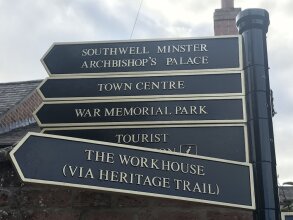 SOUTHWELL MINSTER
ARCHBISHOP'S PALACE
TOWN CENTRE
WAR MEMORIAL PARK
TOURIST
i
THE WORKHOUSE
(VIA HERITAGE TRAIL)